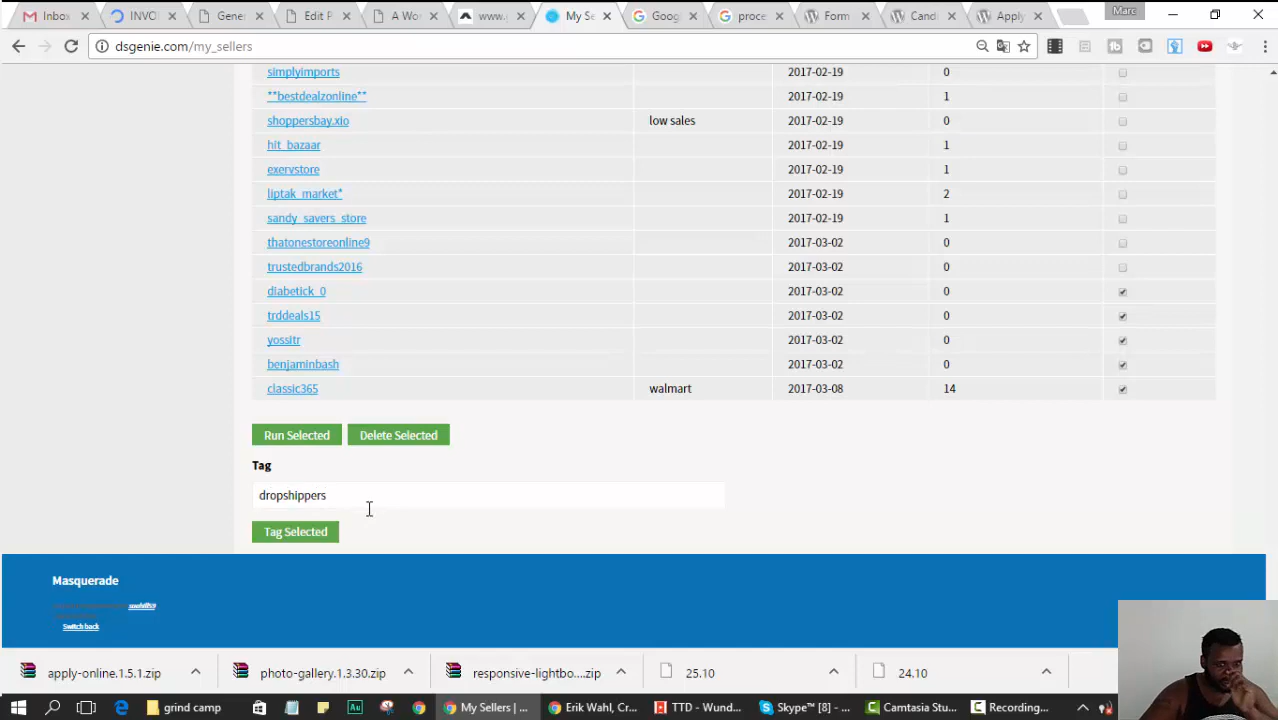 Inbox
INVO
Gene
Edit P
A Wo
www.
My Se
Goog
proce
Form
Candi
Apply
Marc
dsgenie.com/my_sellers
simplyimports 2017-02-19 0
**bestdealzonline** 2017-02-19 1
shoppersbay.xio low sales 2017-02-19 0
hit_bazaar 2017-02-19 1
exervstore 2017-02-19 1
liptak_market* 2017-02-19 2
sandy_savers_store 2017-02-19 1
thatonestoreonline9 2017-03-02 0
trustedbrands2016 2017-03-02 0
diabetick_0 2017-03-02 0
trddeals15 2017-03-02 0
yossitr 2017-03-02 0
benjaminbash 2017-03-02 0
classic365 walmart 2017-03-08 14
Run Selected Delete Selected
Tag
dropshippers
Tag Selected
Masquerade
Switch back
apply-online.1.5.1.zip
photo-gallery.1.3.30.zip
responsive-lightbo....zip
25.10
24.10
grind camp
My Sellers | ...
Erik Wahl, Cr...
TTD - Wund...
Skype™ [8] - ...
Camtasia Stu...
Recording...